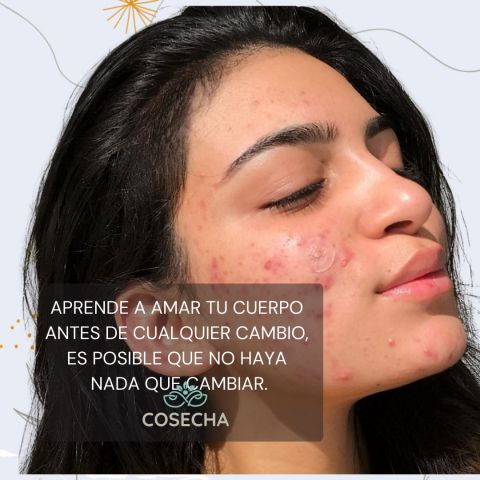 APRENDE A AMAR TU CUERPO
ANTES DE CUALQUIER CAMBIO,
ES POSIBLE QUE NO HAYA
NADA QUE CAMBIAR.
COSECHA